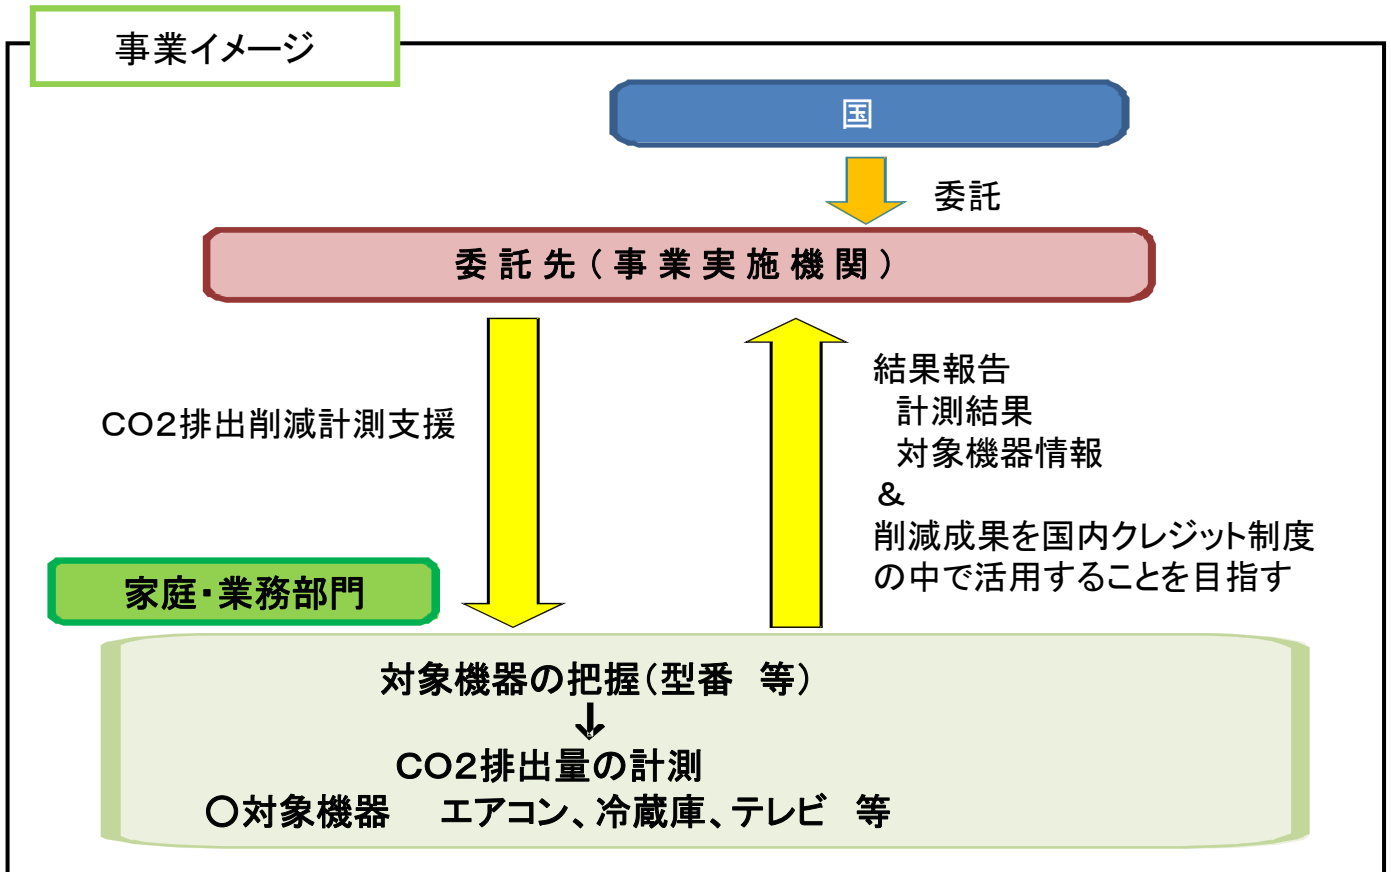 事業イメージ
国
委託
委託先（事業実施機関）
CO2排出削減計測支援
結果報告
計測結果
対象機器情報
＆
削減成果を国内クレジット制度
の中で活用することを目指す
家庭・業務部門
対象機器の把握（型番　等）
↓
CO2排出量の計測
○対象機器　エアコン、冷蔵庫、テレビ　等